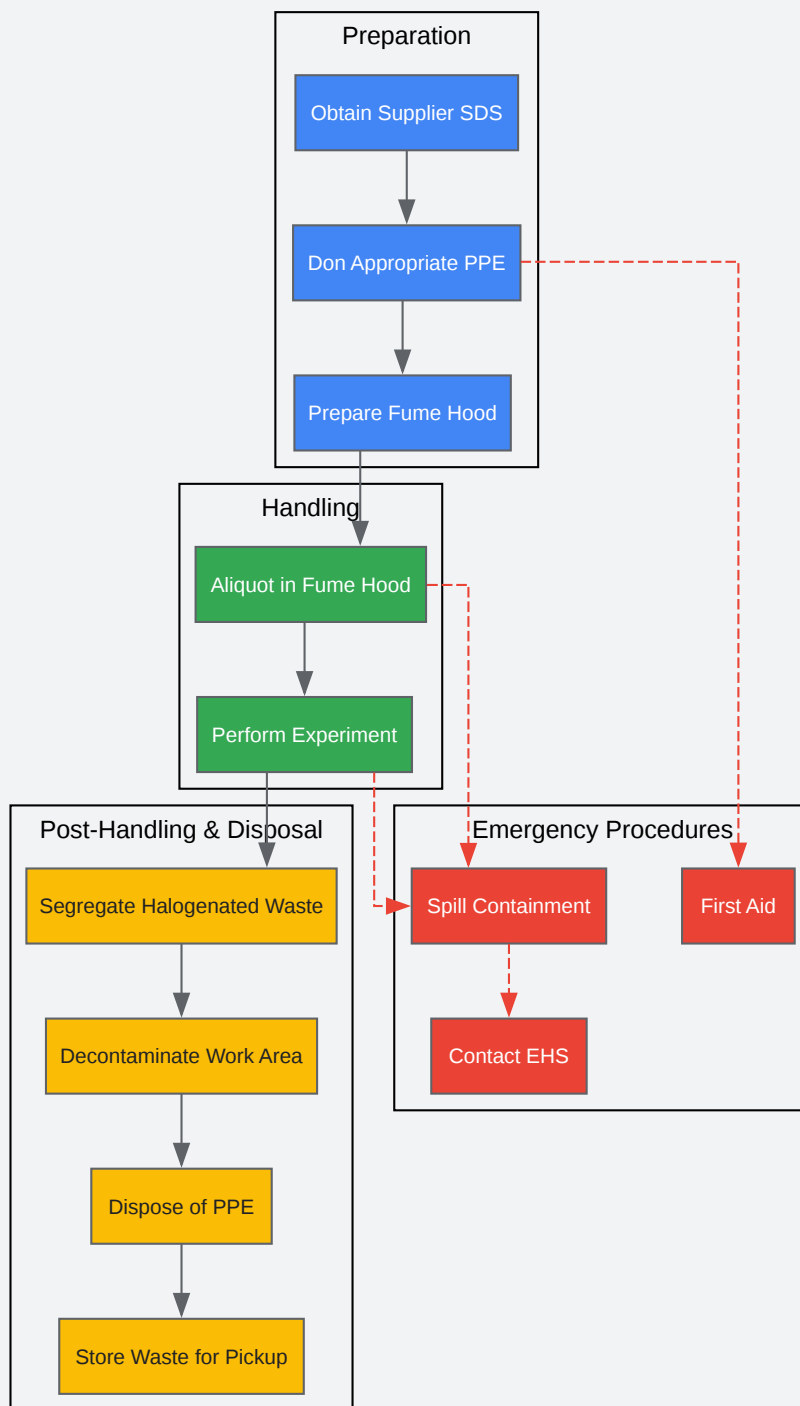 Preparation
Obtain Supplier SDS
Don Appropriate PPE
Prepare Fume Hood
Handling
Aliquot in Fume Hood
Perform Experiment
Post-Handling & Disposal
Segregate Halogenated Waste
Decontaminate Work Area
Dispose of PPE
Store Waste for Pickup
Emergency Procedures
Spill Containment
First Aid
Contact EHS